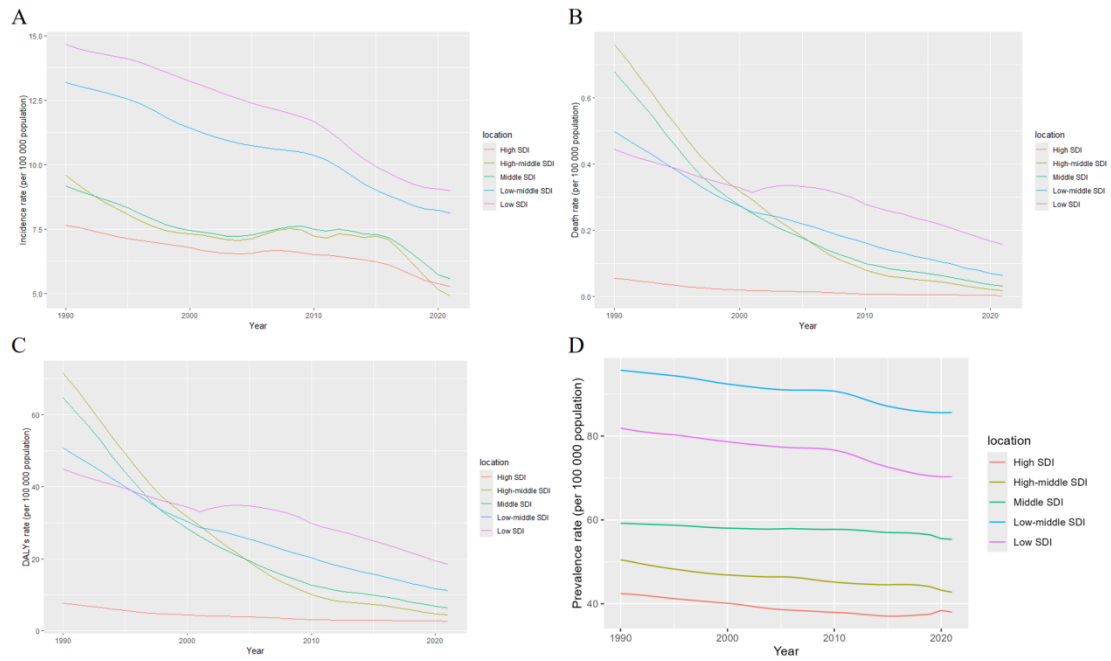 A
Incidence rate (per 100 000 population)
15.0
12.5
10.0
7.5
5.0
1990
2000
2010
2020
Year
location
High SDI
High-middle SDI
Middle SDI
Low-middle SDI
Low SDI
B
Death rate (per 100 000 population)
0.6
0.4
0.2
0.0
1990
2000
2010
2020
Year
location
High SDI
High-middle SDI
Middle SDI
Low-middle SDI
Low SDI
C
DALYs rate (per 100 000 population)
60
40
20
0
1990
2000
2010
2020
Year
location
High SDI
High-middle SDI
Middle SDI
Low-middle SDI
Low SDI
D
Prevalence rate (per 100 000 population)
80
60
40
1990
2000
2010
2020
Year
location
High SDI
High-middle SDI
Middle SDI
Low-middle SDI
Low SDI